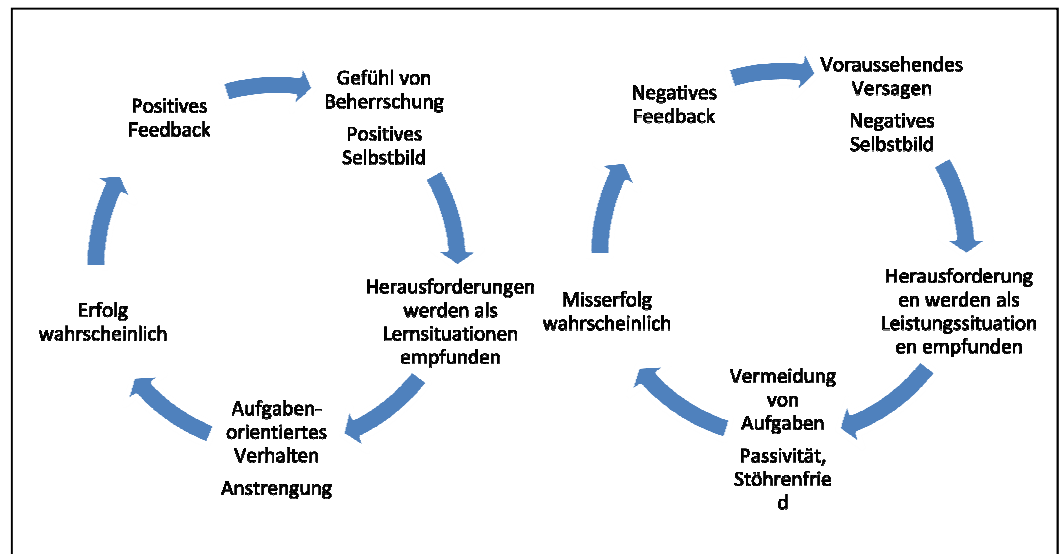 Positives
Feedback
Gefühl von
Beherrschung
Positives
Selbstbild
Herausforderungen
werden als
Lernsituationen
empfunden
Aufgaben-
orientiertes
Verhalten
Anstrengung
Erfolg
wahrscheinlich
Negatives
Feedback
Voraussehendes
Versagen
Negatives
Selbstbild
Herausforderung
en werden als
Leistungssituation
en empfunden
Vermeidung
von
Aufgaben
Passivität,
Stöhrenfrie
d
Misserfolg
wahrscheinlich